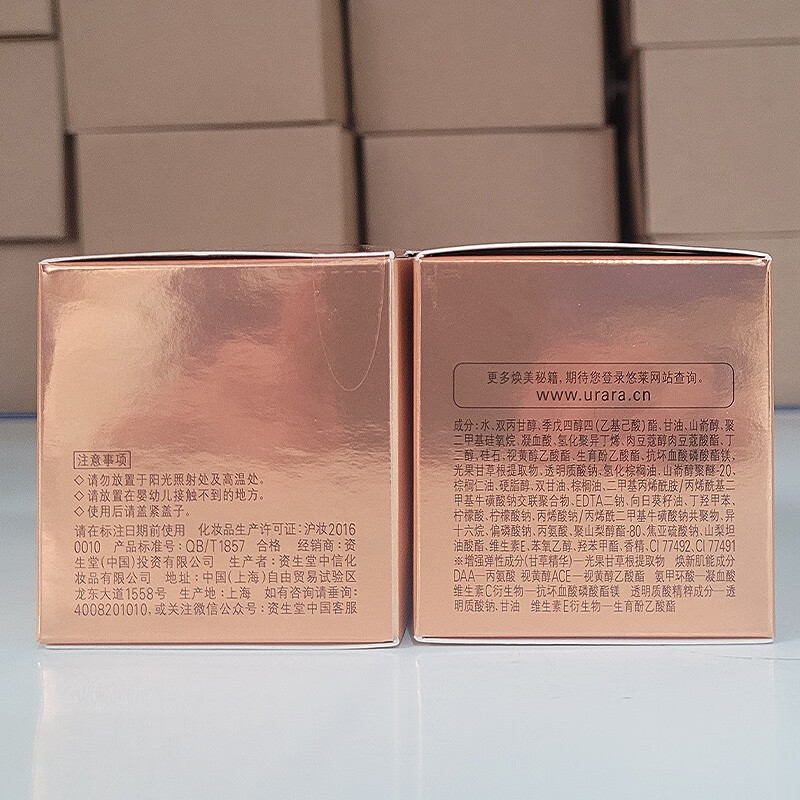 注意事项
◇请勿放置于阳光照射处及高温处。
◇请放置在婴幼儿接触不到的地方。
◇使用后请盖紧盖子。
请在标注日期前使用 化妆品生产许可证:沪妆2016
0010 产品标准号:QB/T1857 合格 经销商:资
生堂(中国)投资有限公司 生产者:资生堂中信化
妆品有限公司 地址:中国(上海)自由贸易试验区
龙东大道1558号 生产地:上海 如有咨询请垂询:
4008201010,或关注微信公众号:资生堂中国客服
更多焕美秘籍,期待您登录悠莱网站查询。
www.urara.cn
成分:水、双丙甘醇、季戊四醇四(乙基己酸)酯、甘油、山嵛醇、聚
二甲基硅氧烷、凝血酸、氢化聚异丁烯、肉豆蔻醇肉豆蔻酸酯、丁
二醇、硅石、视黄醇乙酸酯、生育酚乙酸酯、抗坏血酸磷酸酯镁、
光果甘草根提取物、透明质酸钠、氢化棕榈油、山嵛醇聚醚-20、
棕榈仁油、硬脂醇、双甘油、棕榈油、二甲基丙烯酰胺/丙烯酰胺基二
甲基牛磺酸钠交联聚合物、EDTA二钠、向日葵籽油、丁羟甲苯、
柠檬酸、柠檬酸钠、丙烯酸钠/丙烯酰二甲基牛磺酸钠共聚物、异
十六烷、偏磷酸钠、丙氨酸、聚山梨醇酯-80、焦亚硫酸钠、山梨坦
油酸酯、维生素E、苯氧乙醇、羟苯甲酯、香精、CI 77492、CI 77491
※增强弹性成分(甘草精华)—光果甘草根提取物 焕新肌能成分
DAA—丙氨酸 视黄醇ACE—视黄醇乙酸酯 氨甲环酸—凝血酸
维生素C衍生物—抗坏血酸磷酸酯镁 透明质酸精粹成分—透
明质酸钠、甘油 维生素E衍生物—生育酚乙酸酯